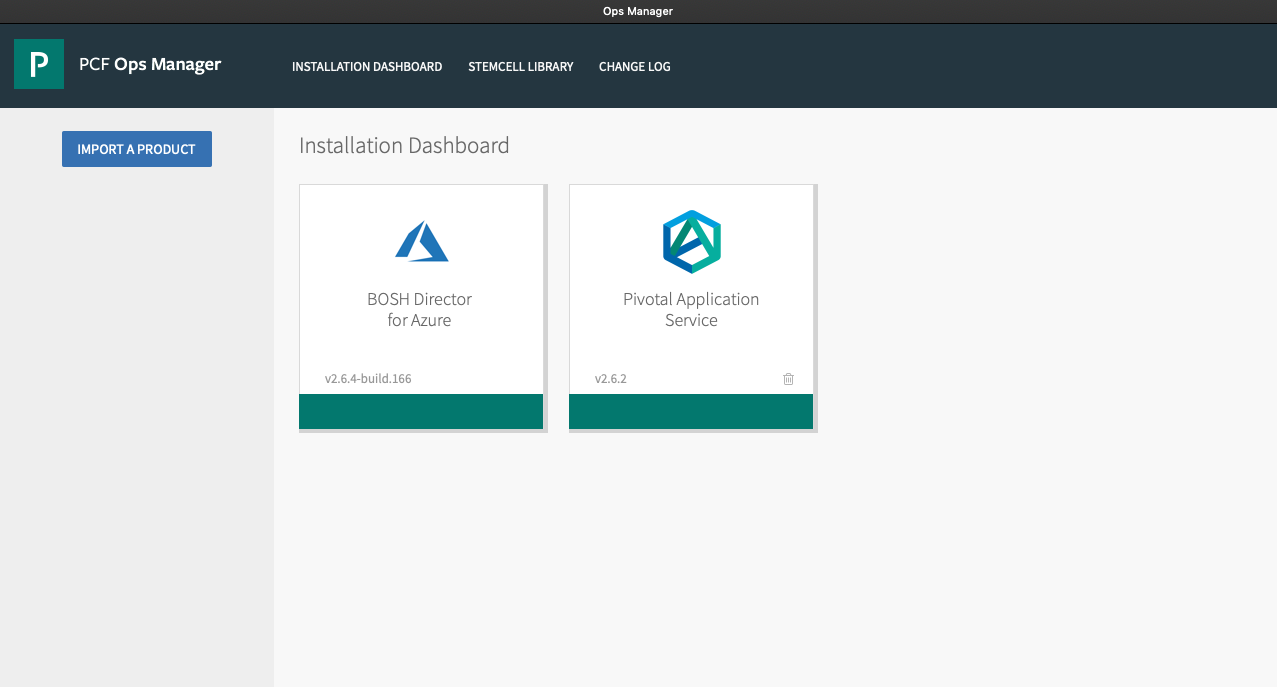 Ops Manager
P
PCF Ops Manager
INSTALLATION DASHBOARD
STEMCELL LIBRARY
CHANGE LOG
IMPORT A PRODUCT
Installation Dashboard
BOSH Director
for Azure
v2.6.4-build.166
Pivotal Application
Service
v2.6.2